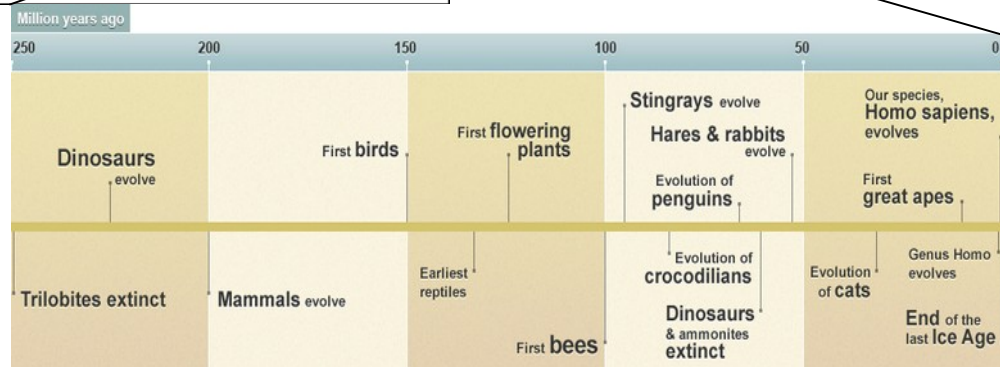 Million years ago
250 200 150 100 50 0
Dinosaurs
evolve
First birds
First flowering
plants
Stingrays evolve
Hares & rabbits
evolve
Evolution of
penguins
Our species,
Homo sapiens,
evolves
First
great apes
Trilobites extinct
Mammals evolve
Earliest
reptiles
First bees
Evolution of
crocodilians
Dinosaurs
& ammonites
extinct
Evolution
of cats
Genus Homo
evolves
End of the
last Ice Age